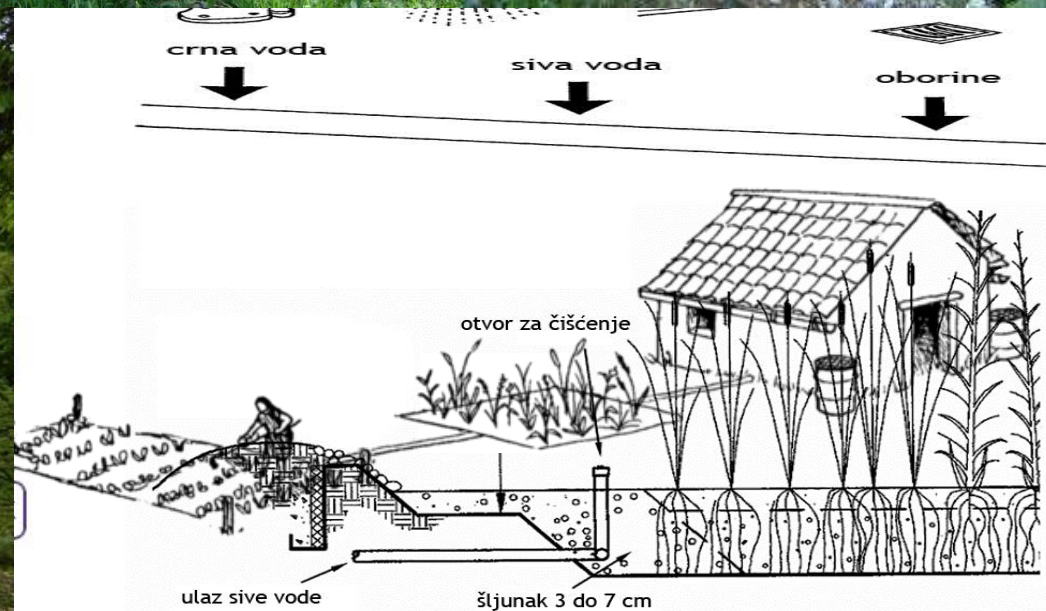 crna voda
siva voda
oborine
otvor za čišćenje
ulaz sive vode
šljunak 3 do 7 cm